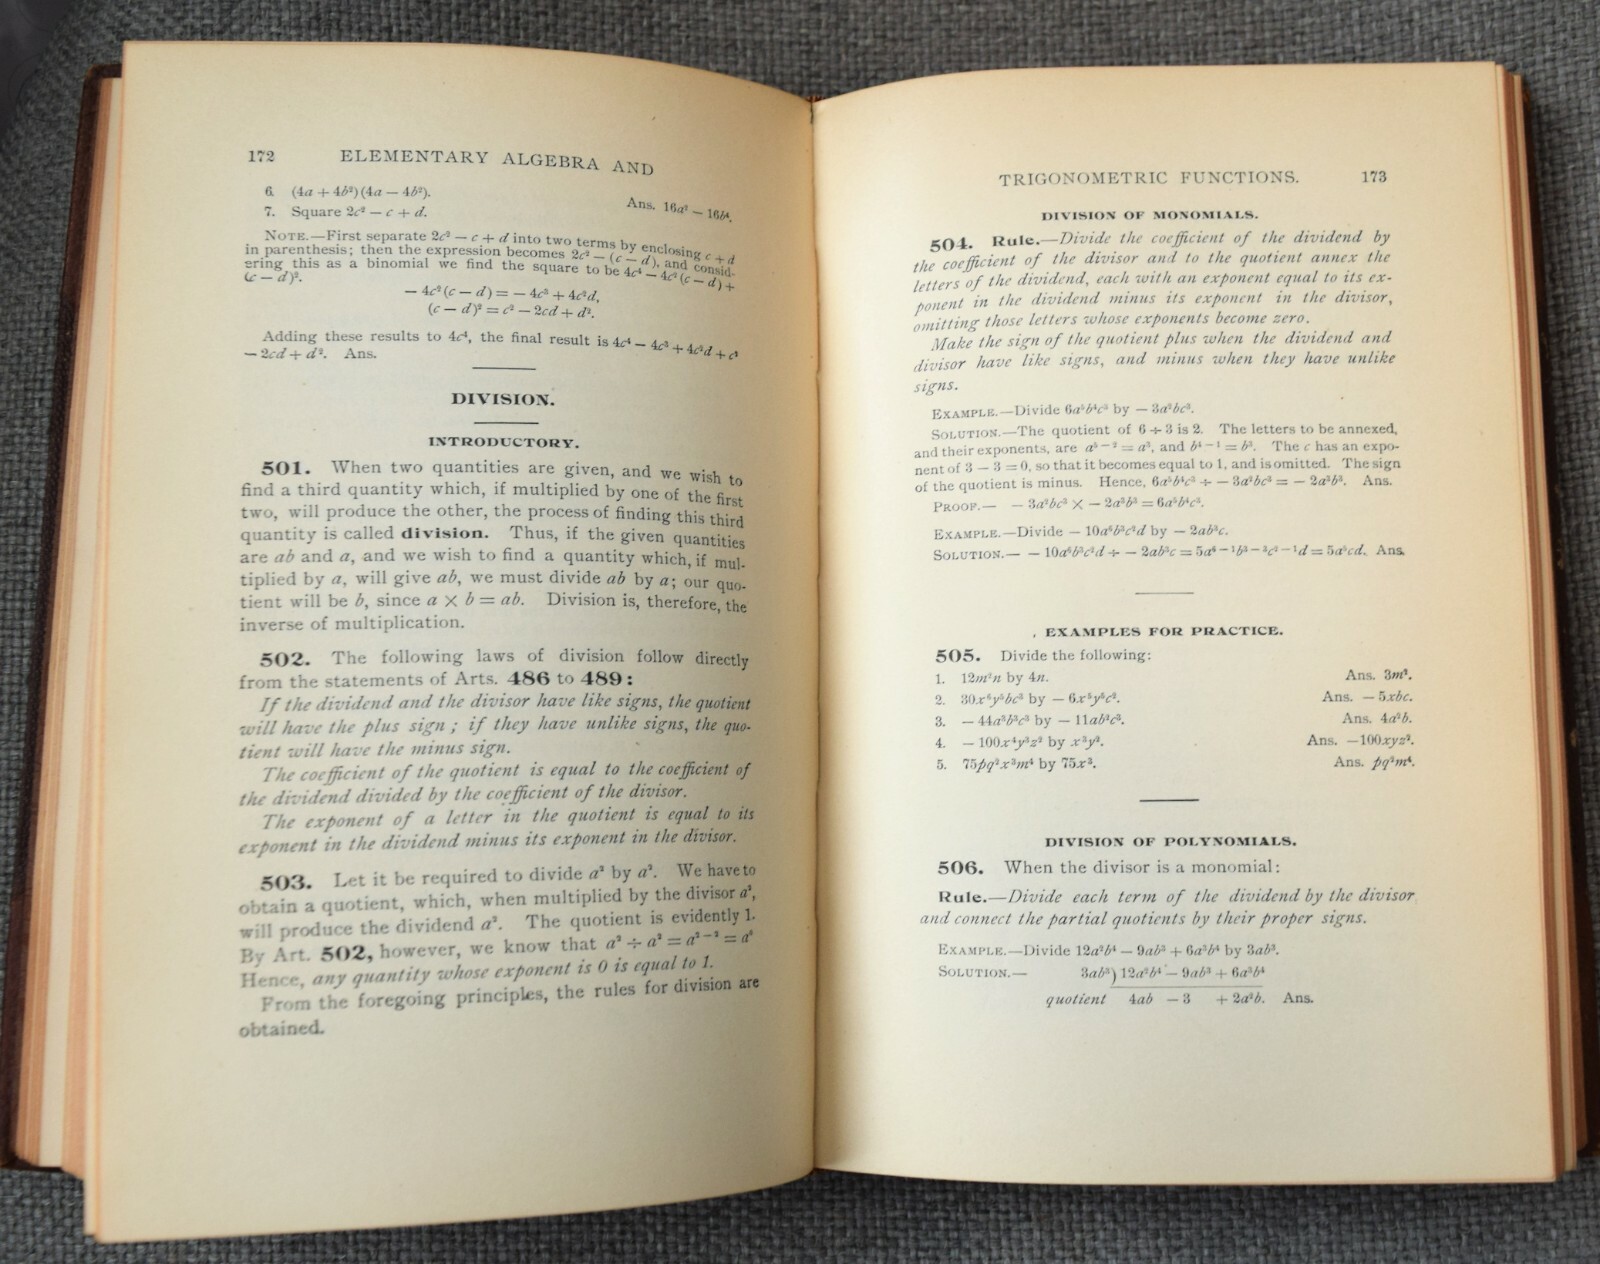 172 ELEMENTARY ALGEBRA AND
6. (4a + 4b²)(4a — 4b²). Ans. 16a² — 16b⁴.
7. Square 2c² — c + d.
NOTE.—First separate 2c² — c + d into two terms by enclosing c + d
in parenthesis; then the expression becomes 2c² — (c — d), and consid-
ering this as a binomial we find the square to be 4c⁴ — 4c² (c — d) +
(c — d)².
— 4c² (c — d) = — 4c³ + 4c²d,
(c — d)² = c² — 2cd + d².
Adding these results to 4c⁴, the final result is 4c⁴ — 4c³ + 4c²d + c²
— 2cd + d². Ans.
DIVISION.
INTRODUCTORY.
501. When two quantities are given, and we wish to
find a third quantity which, if multiplied by one of the first
two, will produce the other, the process of finding this third
quantity is called division. Thus, if the given quantities
are ab and a, and we wish to find a quantity which, if mul-
tiplied by a, will give ab, we must divide ab by a; our quo-
tient will be b, since a × b = ab. Division is, therefore, the
inverse of multiplication.
502. The following laws of division follow directly
from the statements of Arts. 486 to 489:
If the dividend and the divisor have like signs, the quotient
will have the plus sign; if they have unlike signs, the quo-
tient will have the minus sign.
The coefficient of the quotient is equal to the coefficient of
the dividend divided by the coefficient of the divisor.
The exponent of a letter in the quotient is equal to its
exponent in the dividend minus its exponent in the divisor.
503. Let it be required to divide a³ by a³. We have to
obtain a quotient, which, when multiplied by the divisor a³,
will produce the dividend a³. The quotient is evidently 1.
By Art. 502, however, we know that a³ ÷ a³ = a³⁻³ = a⁰
Hence, any quantity whose exponent is 0 is equal to 1.
From the foregoing principles, the rules for division are
obtained.
TRIGONOMETRIC FUNCTIONS. 173
DIVISION OF MONOMIALS.
504. Rule.—Divide the coefficient of the dividend by
the coefficient of the divisor and to the quotient annex the
letters of the dividend, each with an exponent equal to its ex-
ponent in the dividend minus its exponent in the divisor,
omitting those letters whose exponents become zero.
Make the sign of the quotient plus when the dividend and
divisor have like signs, and minus when they have unlike
signs.
EXAMPLE.—Divide 6a⁵b⁴c³ by — 3a²bc³.
SOLUTION.—The quotient of 6 ÷ 3 is 2. The letters to be annexed,
and their exponents, are a⁵⁻² = a³, and b⁴⁻¹ = b³. The c has an expo-
nent of 3 — 3 = 0, so that it becomes equal to 1, and is omitted. The sign
of the quotient is minus. Hence, 6a⁵b⁴c³ ÷ — 3a²bc³ = — 2a³b³. Ans.
PROOF.— — 3a²bc³ × — 2a³b³ = 6a⁵b⁴c³.
EXAMPLE.—Divide — 10a⁶b³c²d by — 2ab³c.
SOLUTION.— — 10a⁶b³c²d ÷ — 2ab³c = 5a⁶⁻¹b³⁻³c²⁻¹d = 5a⁵cd. Ans.
EXAMPLES FOR PRACTICE.
505. Divide the following:
1. 12m²n by 4n. Ans. 3m².
2. 30x⁶y⁵bc³ by — 6x⁵y⁵c². Ans. — 5xbc.
3. — 44a³b³c³ by — 11ab²c³. Ans. 4a²b.
4. — 100x⁴y³z² by x³y². Ans. —100xyz².
5. 75pq²x³m⁴ by 75x³. Ans. pq²m⁴.
DIVISION OF POLYNOMIALS.
506. When the divisor is a monomial:
Rule.—Divide each term of the dividend by the divisor
and connect the partial quotients by their proper signs.
EXAMPLE.—Divide 12a²b⁴ — 9ab³ + 6a³b⁴ by 3ab³.
SOLUTION.— 3ab³) 12a²b⁴ — 9ab³ + 6a³b⁴
quotient 4ab — 3 + 2a²b. Ans.